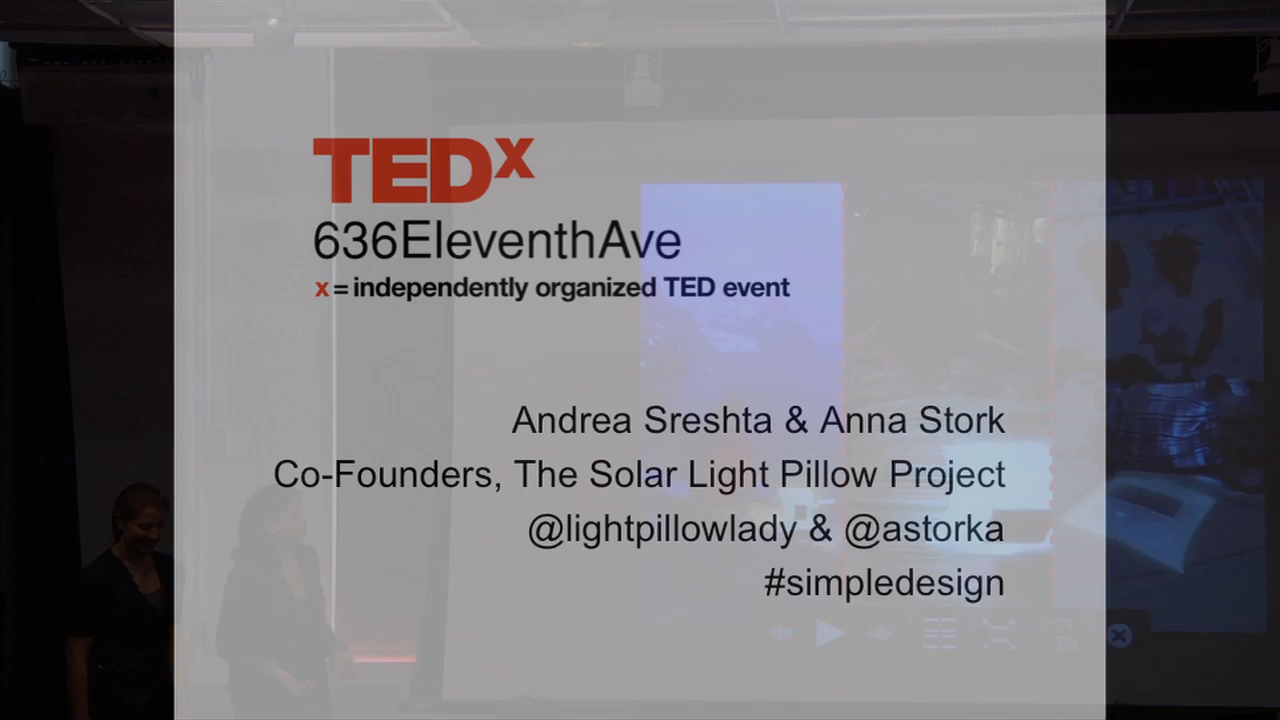 TEDx
636EleventhAve
x = independently organized TED event
Andrea Sreshta & Anna Stork
Co-Founders, The Solar Light Pillow Project
@lightpillowlady & @astorka
#simpledesign